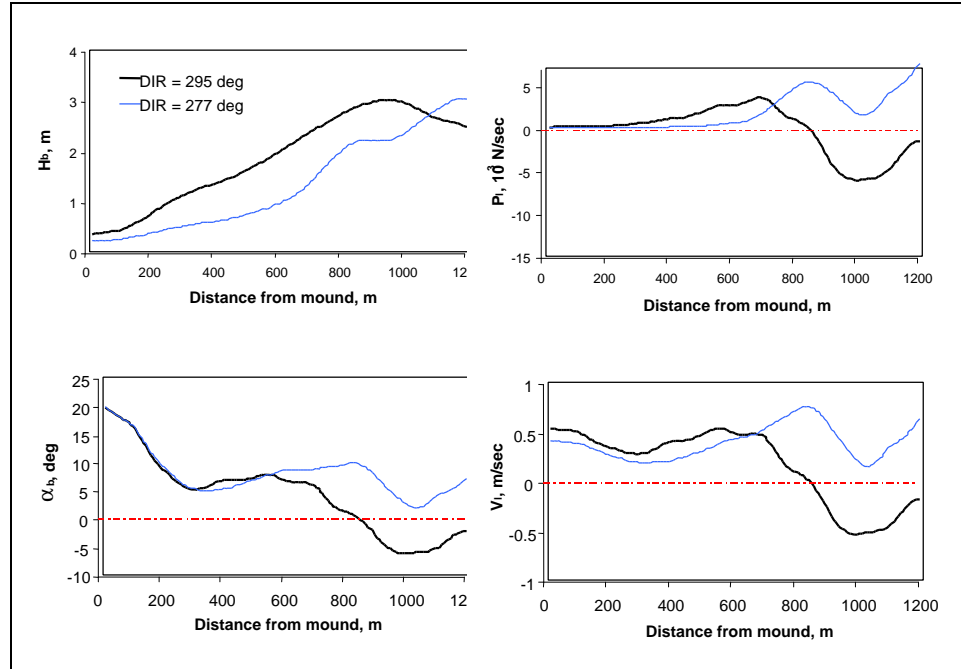 4
3
2
1
0
Hb, m
DIR = 295 deg
DIR = 277 deg
0 200 400 600 800 1000 120
Distance from mound, m
5
0
-5
-10
-15
Pl, 10³ N/sec
0 200 400 600 800 1000 1200
Distance from mound, m
25
20
15
10
5
0
-5
-10
αb, deg
0 200 400 600 800 1000 120
Distance from mound, m
1
0.5
0
-0.5
-1
Vl, m/sec
0 200 400 600 800 1000 1200
Distance from mound, m